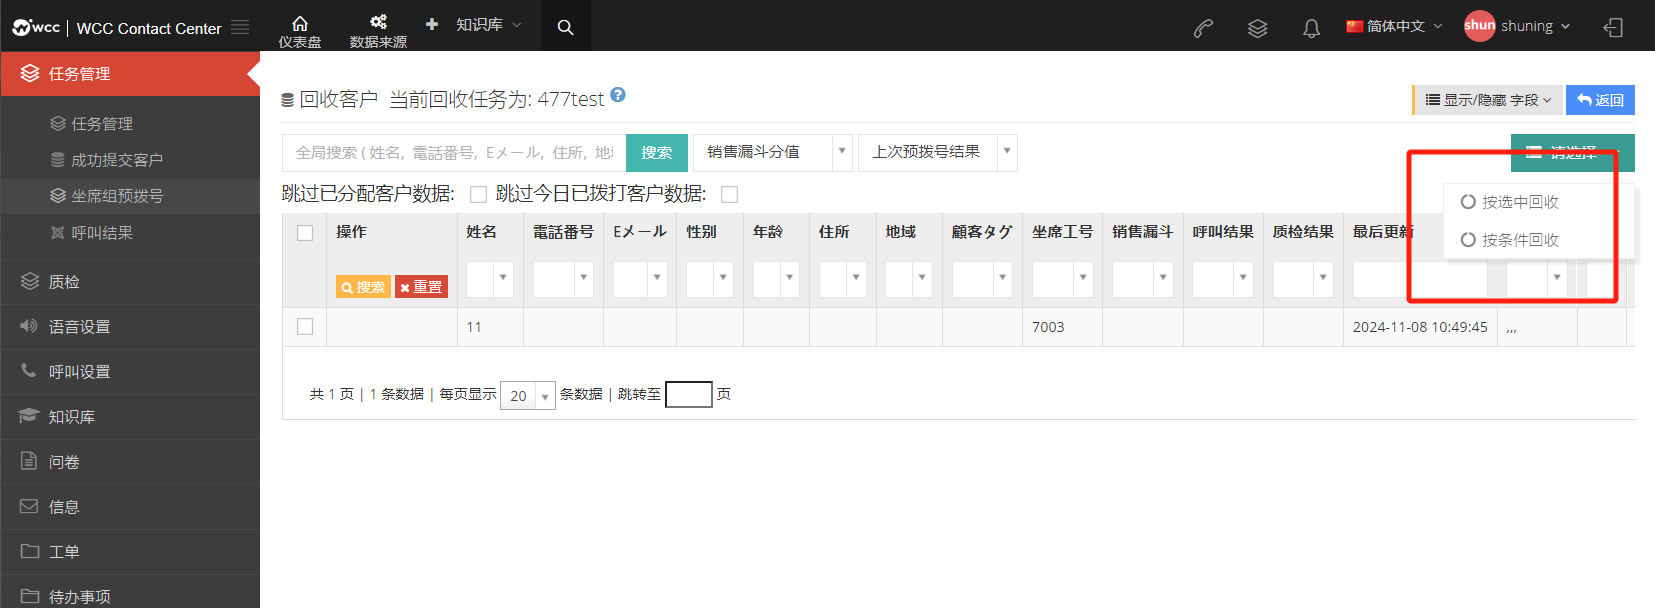 wcc | WCC Contact Center
仪表盘
数据来源
知识库
简体中文
shun
shuning
任务管理
任务管理
成功提交客户
坐席组预拨号
呼叫结果
质检
语音设置
呼叫设置
知识库
问卷
信息
工单
待办事项
回收客户 当前回收任务为: 477test
显示/隐藏 字段
返回
全局搜索 ( 姓名, 電話番号, Eメール, 住所, 地
搜索
销售漏斗分值
上次预拨号结果
请选择
按选中回收
按条件回收
跳过已分配客户数据: 跳过今日已拨打客户数据:
操作 姓名 電話番号 Eメール 性别 年龄 住所 地域 顧客タグ 坐席工号 销售漏斗 呼叫结果 质检结果 最后更新
搜索 重置
11 7003 2024-11-08 10:49:45 ,,,
共 1 页 | 1 条数据 | 每页显示 20 条数据 | 跳转至 页